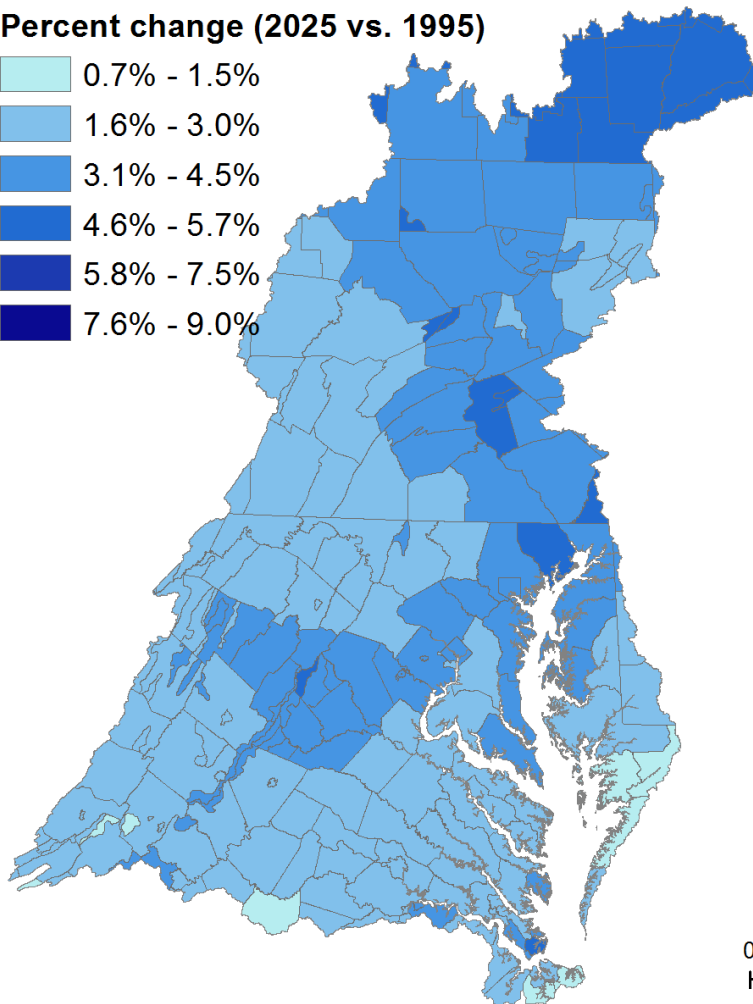 Percent change (2025 vs. 1995)
0.7% - 1.5%
1.6% - 3.0%
3.1% - 4.5%
4.6% - 5.7%
5.8% - 7.5%
7.6% - 9.0%
0